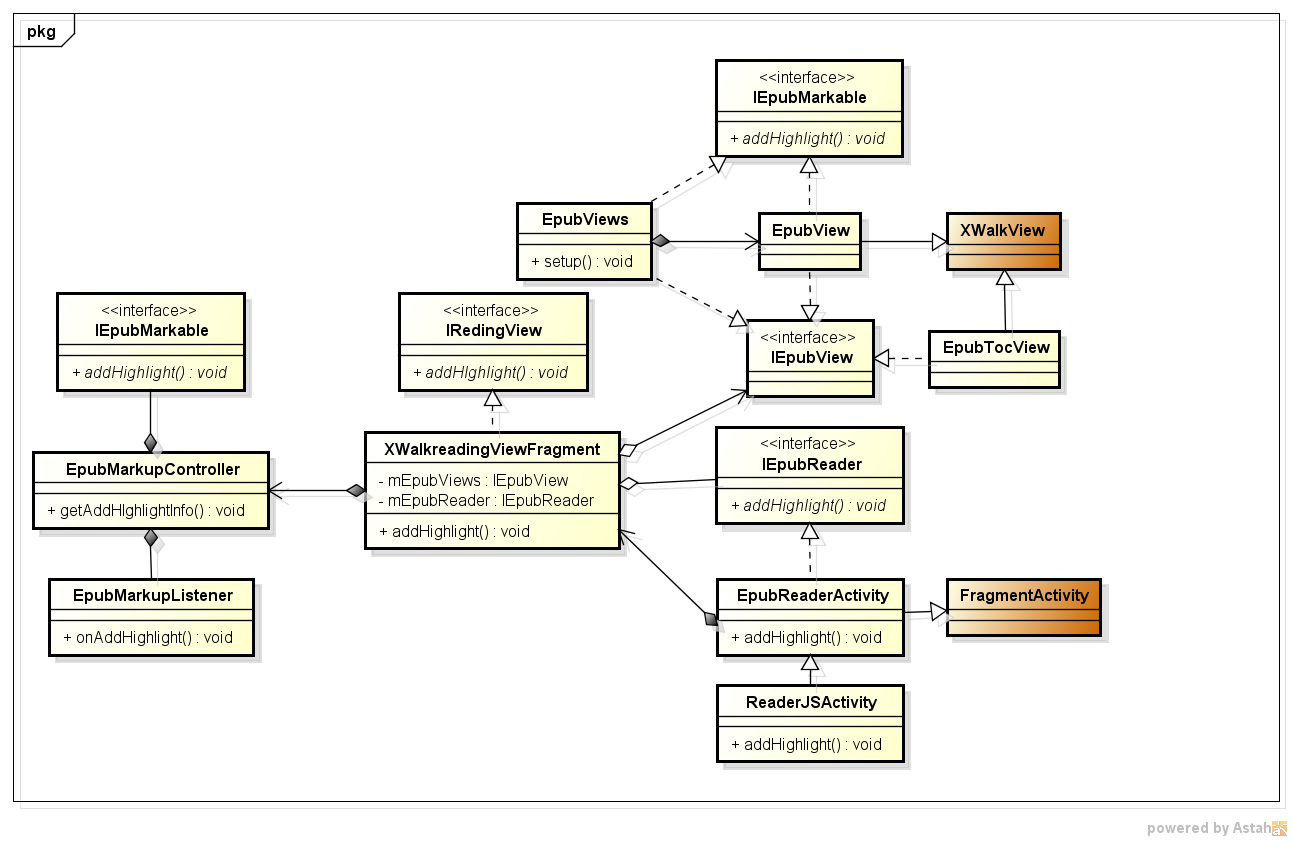 pkg
<<interface>>
IEpubMarkable
+ addHighlight() : void
EpubViews
+ setup() : void
EpubView
XWalkView
<<interface>>
IEpubMarkable
+ addHighlight() : void
<<interface>>
IRedingView
+ addHIghlight() : void
<<interface>>
IEpubView
EpubTocView
XWalkreadingViewFragment
- mEpubViews : IEpubView
- mEpubReader : IEpubReader
+ addHighlight() : void
<<interface>>
IEpubReader
+ addHighlight() : void
EpubMarkupController
+ getAddHIghlightInfo() : void
EpubMarkupListener
+ onAddHighlight() : void
EpubReaderActivity
+ addHighlight() : void
FragmentActivity
ReaderJSActivity
+ addHighlight() : void
powered by Astah